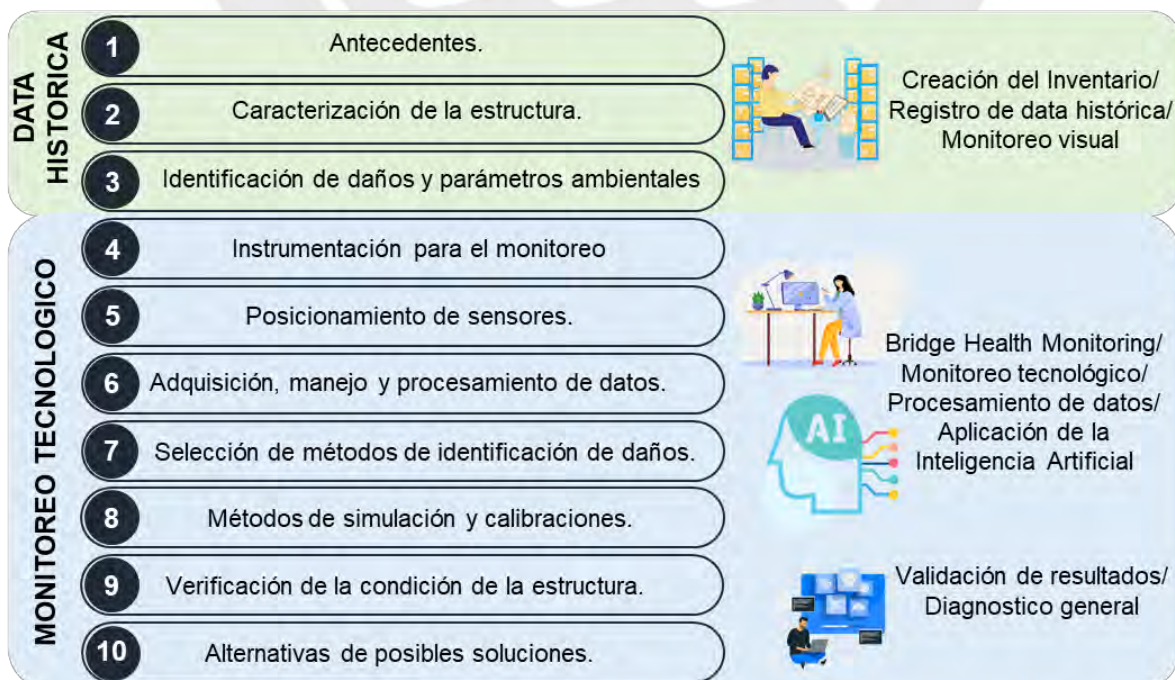 DATA
HISTORICA
1
Antecedentes.
2
Caracterización de la estructura.
3
Identificación de daños y parámetros ambientales
Creación del Inventario/
Registro de data histórica/
Monitoreo visual
MONITOREO TECNOLOGICO
4
Instrumentación para el monitoreo
5
Posicionamiento de sensores.
6
Adquisición, manejo y procesamiento de datos.
7
Selección de métodos de identificación de daños.
8
Métodos de simulación y calibraciones.
9
Verificación de la condición de la estructura.
10
Alternativas de posibles soluciones.
Bridge Health Monitoring/
Monitoreo tecnológico/
Procesamiento de datos/
Aplicación de la
Inteligencia Artificial
AI
Validación de resultados/
Diagnostico general